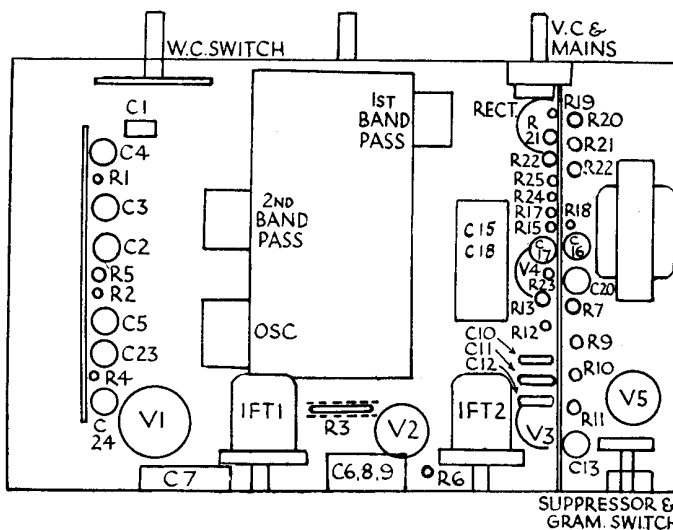 W.C. SWITCH
V.C &
MAINS
C1
C4
R1
C3
C2
R5
R2
C5
C23
R4
C
24
V1
C7
1ST
BAND
PASS
2ND
BAND
PASS
OSC
IFT1
R3
V2
C6,8,9
R6
IFT2
C15
C18
RECT.
R19
R
21
R20
R21
R22
R22
R25
R24
R17
R18
R15
C
17
C
16
V4
R23
C20
R13
R7
R12
C10
C11
C12
R9
R10
R11
V3
V5
C13
SUPPRESSOR &
GRAM. SWITCH